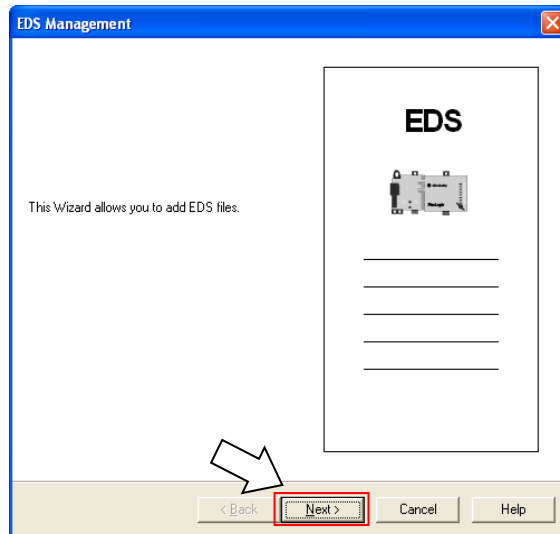 EDS Management
EDS
This Wizard allows you to add EDS files.
< Back
Next >
Cancel
Help